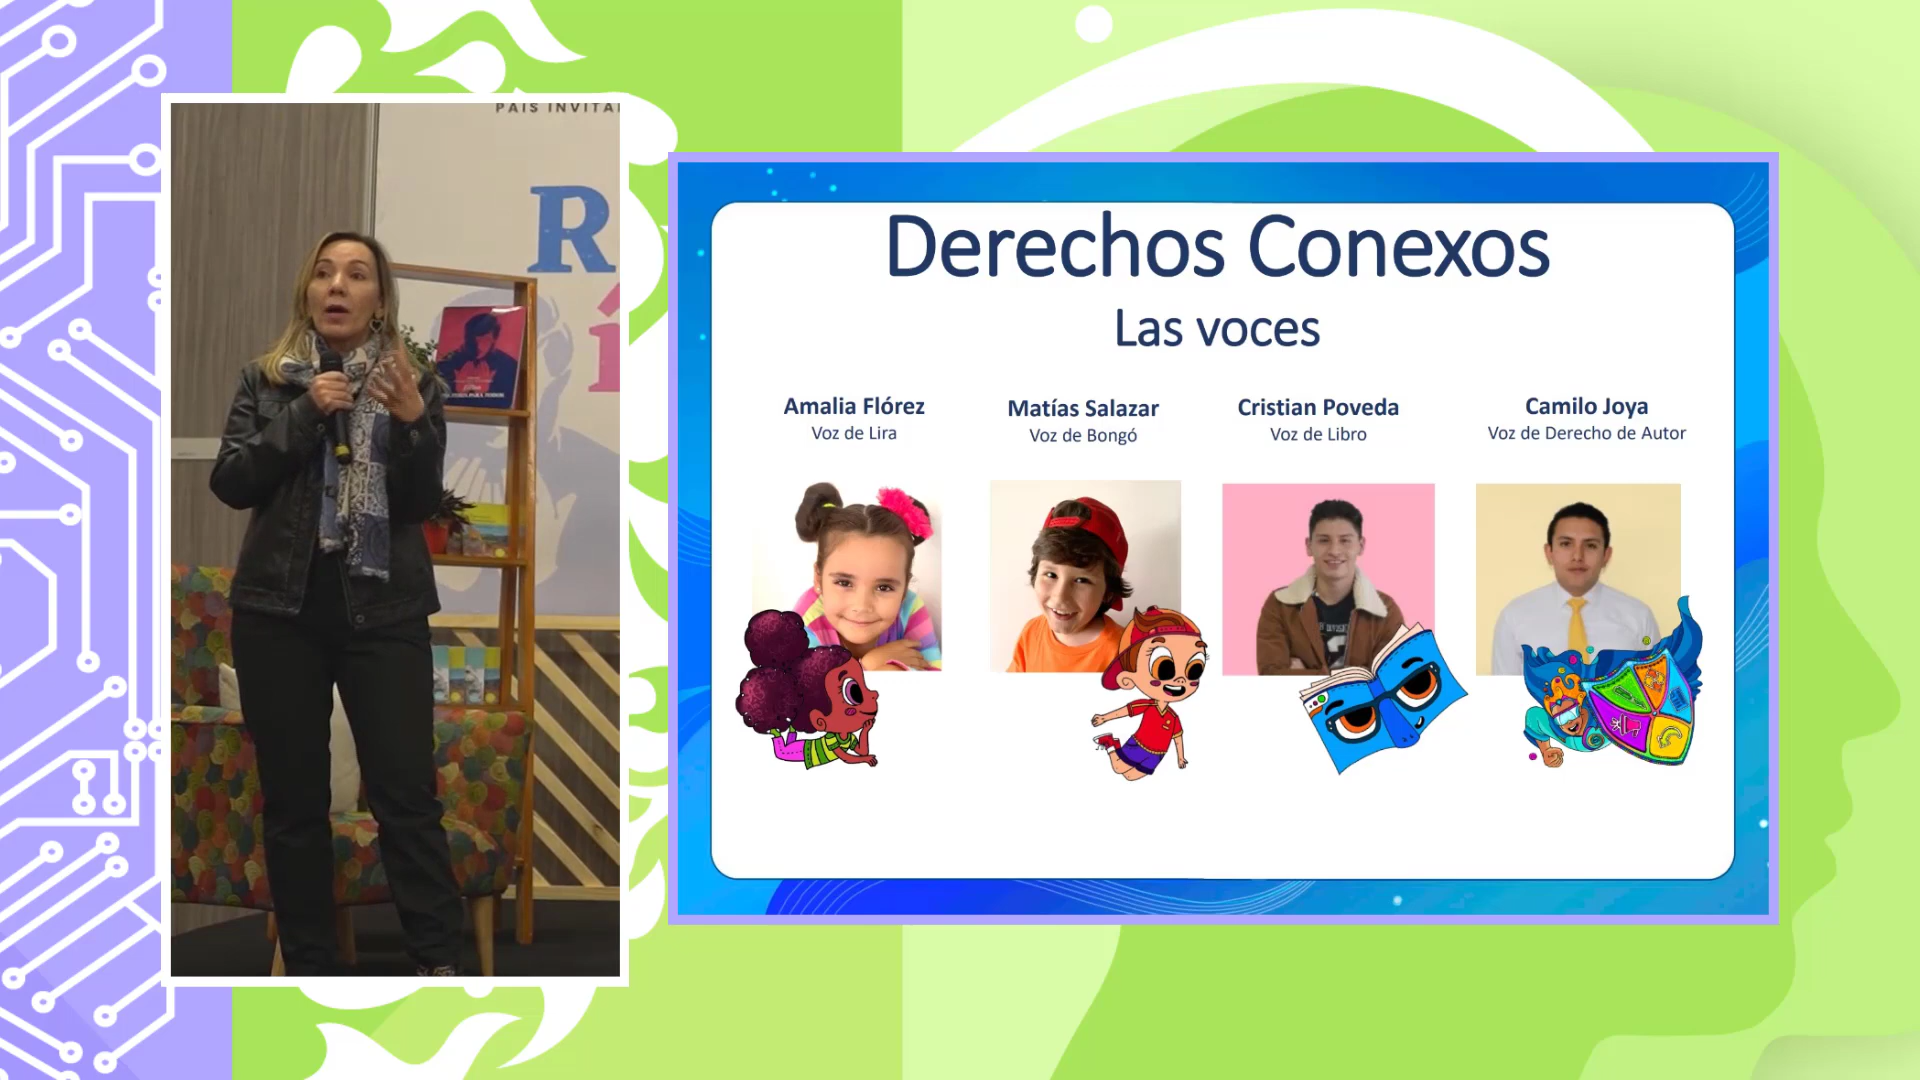 PAÍS INVITA
R
Í
Derechos Conexos
Las voces
Amalia Flórez
Voz de Lira
Matías Salazar
Voz de Bongó
Cristian Poveda
Voz de Libro
Camilo Joya
Voz de Derecho de Autor